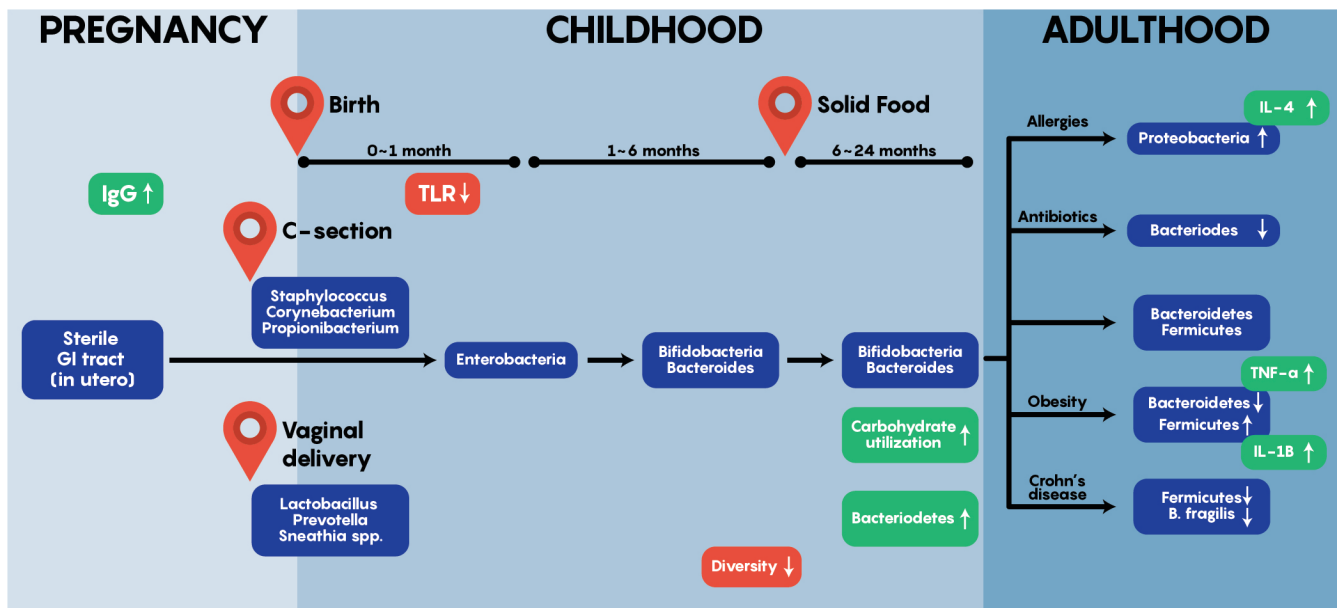 PREGNANCY
CHILDHOOD
ADULTHOOD
Birth
Solid Food
0~1 month
1~6 months
6~24 months
IgG ↑
TLR ↓
C-section
Staphylococcus
Corynebacterium
Propionibacterium
Sterile
GI tract
(in utero)
Enterobacteria
Bifidobacteria
Bacteroides
Bifidobacteria
Bacteroides
Vaginal
delivery
Lactobacillus
Prevotella
Sneathia spp.
Carbohydrate
utilization ↑
Bacteriodetes ↑
Diversity ↓
Allergies
IL-4 ↑
Proteobacteria ↑
Antibiotics
Bacteriodes ↓
Bacteroidetes
Fermicutes
Obesity
TNF-a ↑
Bacteroidetes ↓
Fermicutes ↑
IL-1B ↑
Crohn's
disease
Fermicutes ↓
B. fragilis ↓